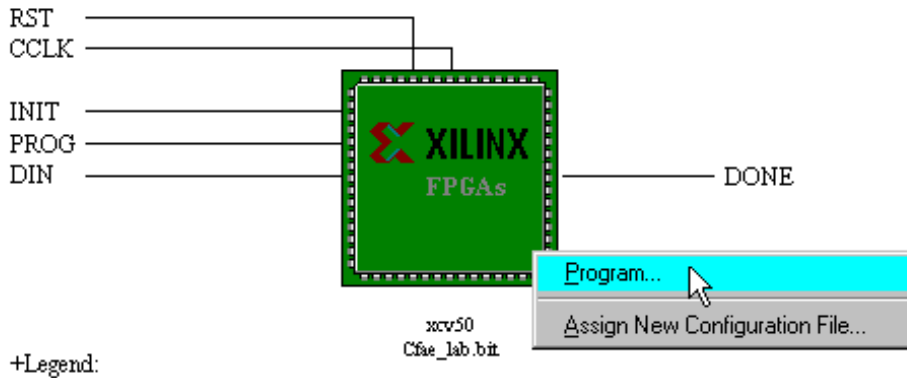 RST
CCLK
INIT
PROG
DIN
XILINX
FPGAs
DONE
Program...
Assign New Configuration File...
xcv50
Cfae_lab.bit
+Legend: